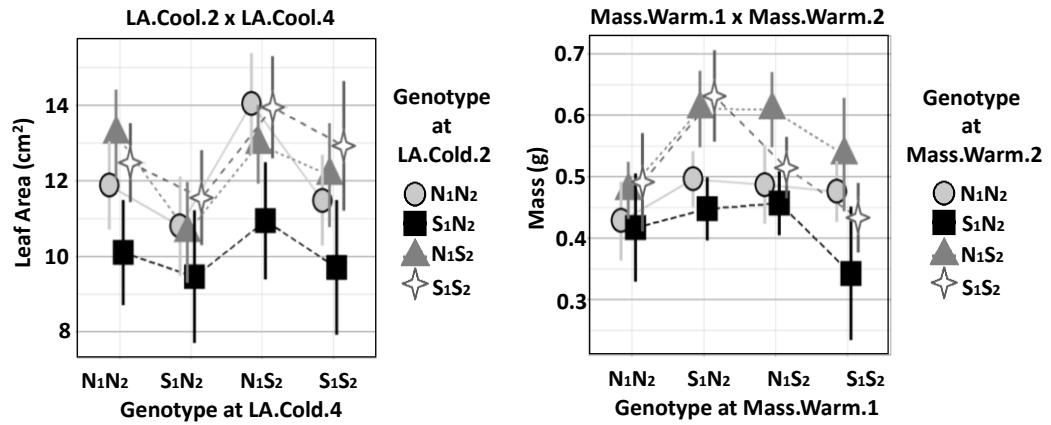 LA.Cool.2 x LA.Cool.4
Leaf Area (cm²)
14
12
10
8
N₁N₂
S₁N₂
N₁S₂
S₁S₂
Genotype at LA.Cold.4
Genotype
at
LA.Cold.2
N₁N₂
S₁N₂
N₁S₂
S₁S₂
Mass.Warm.1 x Mass.Warm.2
Mass (g)
0.7
0.6
0.5
0.4
0.3
N₁N₂
S₁N₂
N₁S₂
S₁S₂
Genotype at Mass.Warm.1
Genotype
at
Mass.Warm.2
N₁N₂
S₁N₂
N₁S₂
S₁S₂